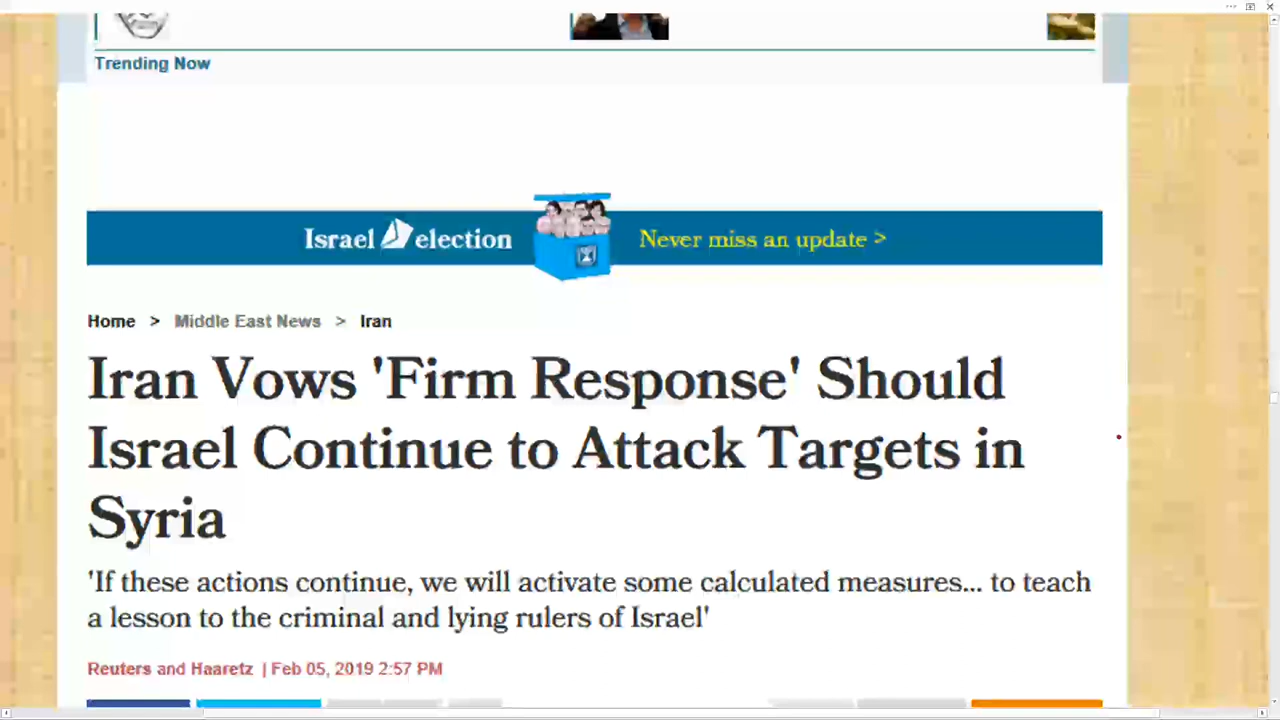 Trending Now
Israel election Never miss an update >
Home > Middle East News > Iran
Iran Vows 'Firm Response' Should
Israel Continue to Attack Targets in
Syria
'If these actions continue, we will activate some calculated measures... to teach
a lesson to the criminal and lying rulers of Israel'
Reuters and Haaretz | Feb 05, 2019 2:57 PM